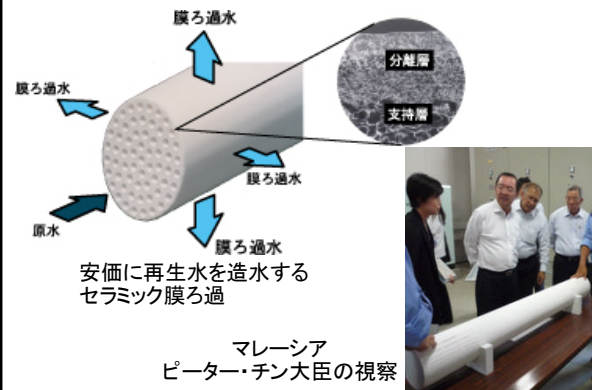 膜ろ過水
分離層
膜ろ過水
支持層
膜ろ過水
原水
膜ろ過水
安価に再生水を造水する
セラミック膜ろ過
マレーシア
ピーター・チン大臣の視察